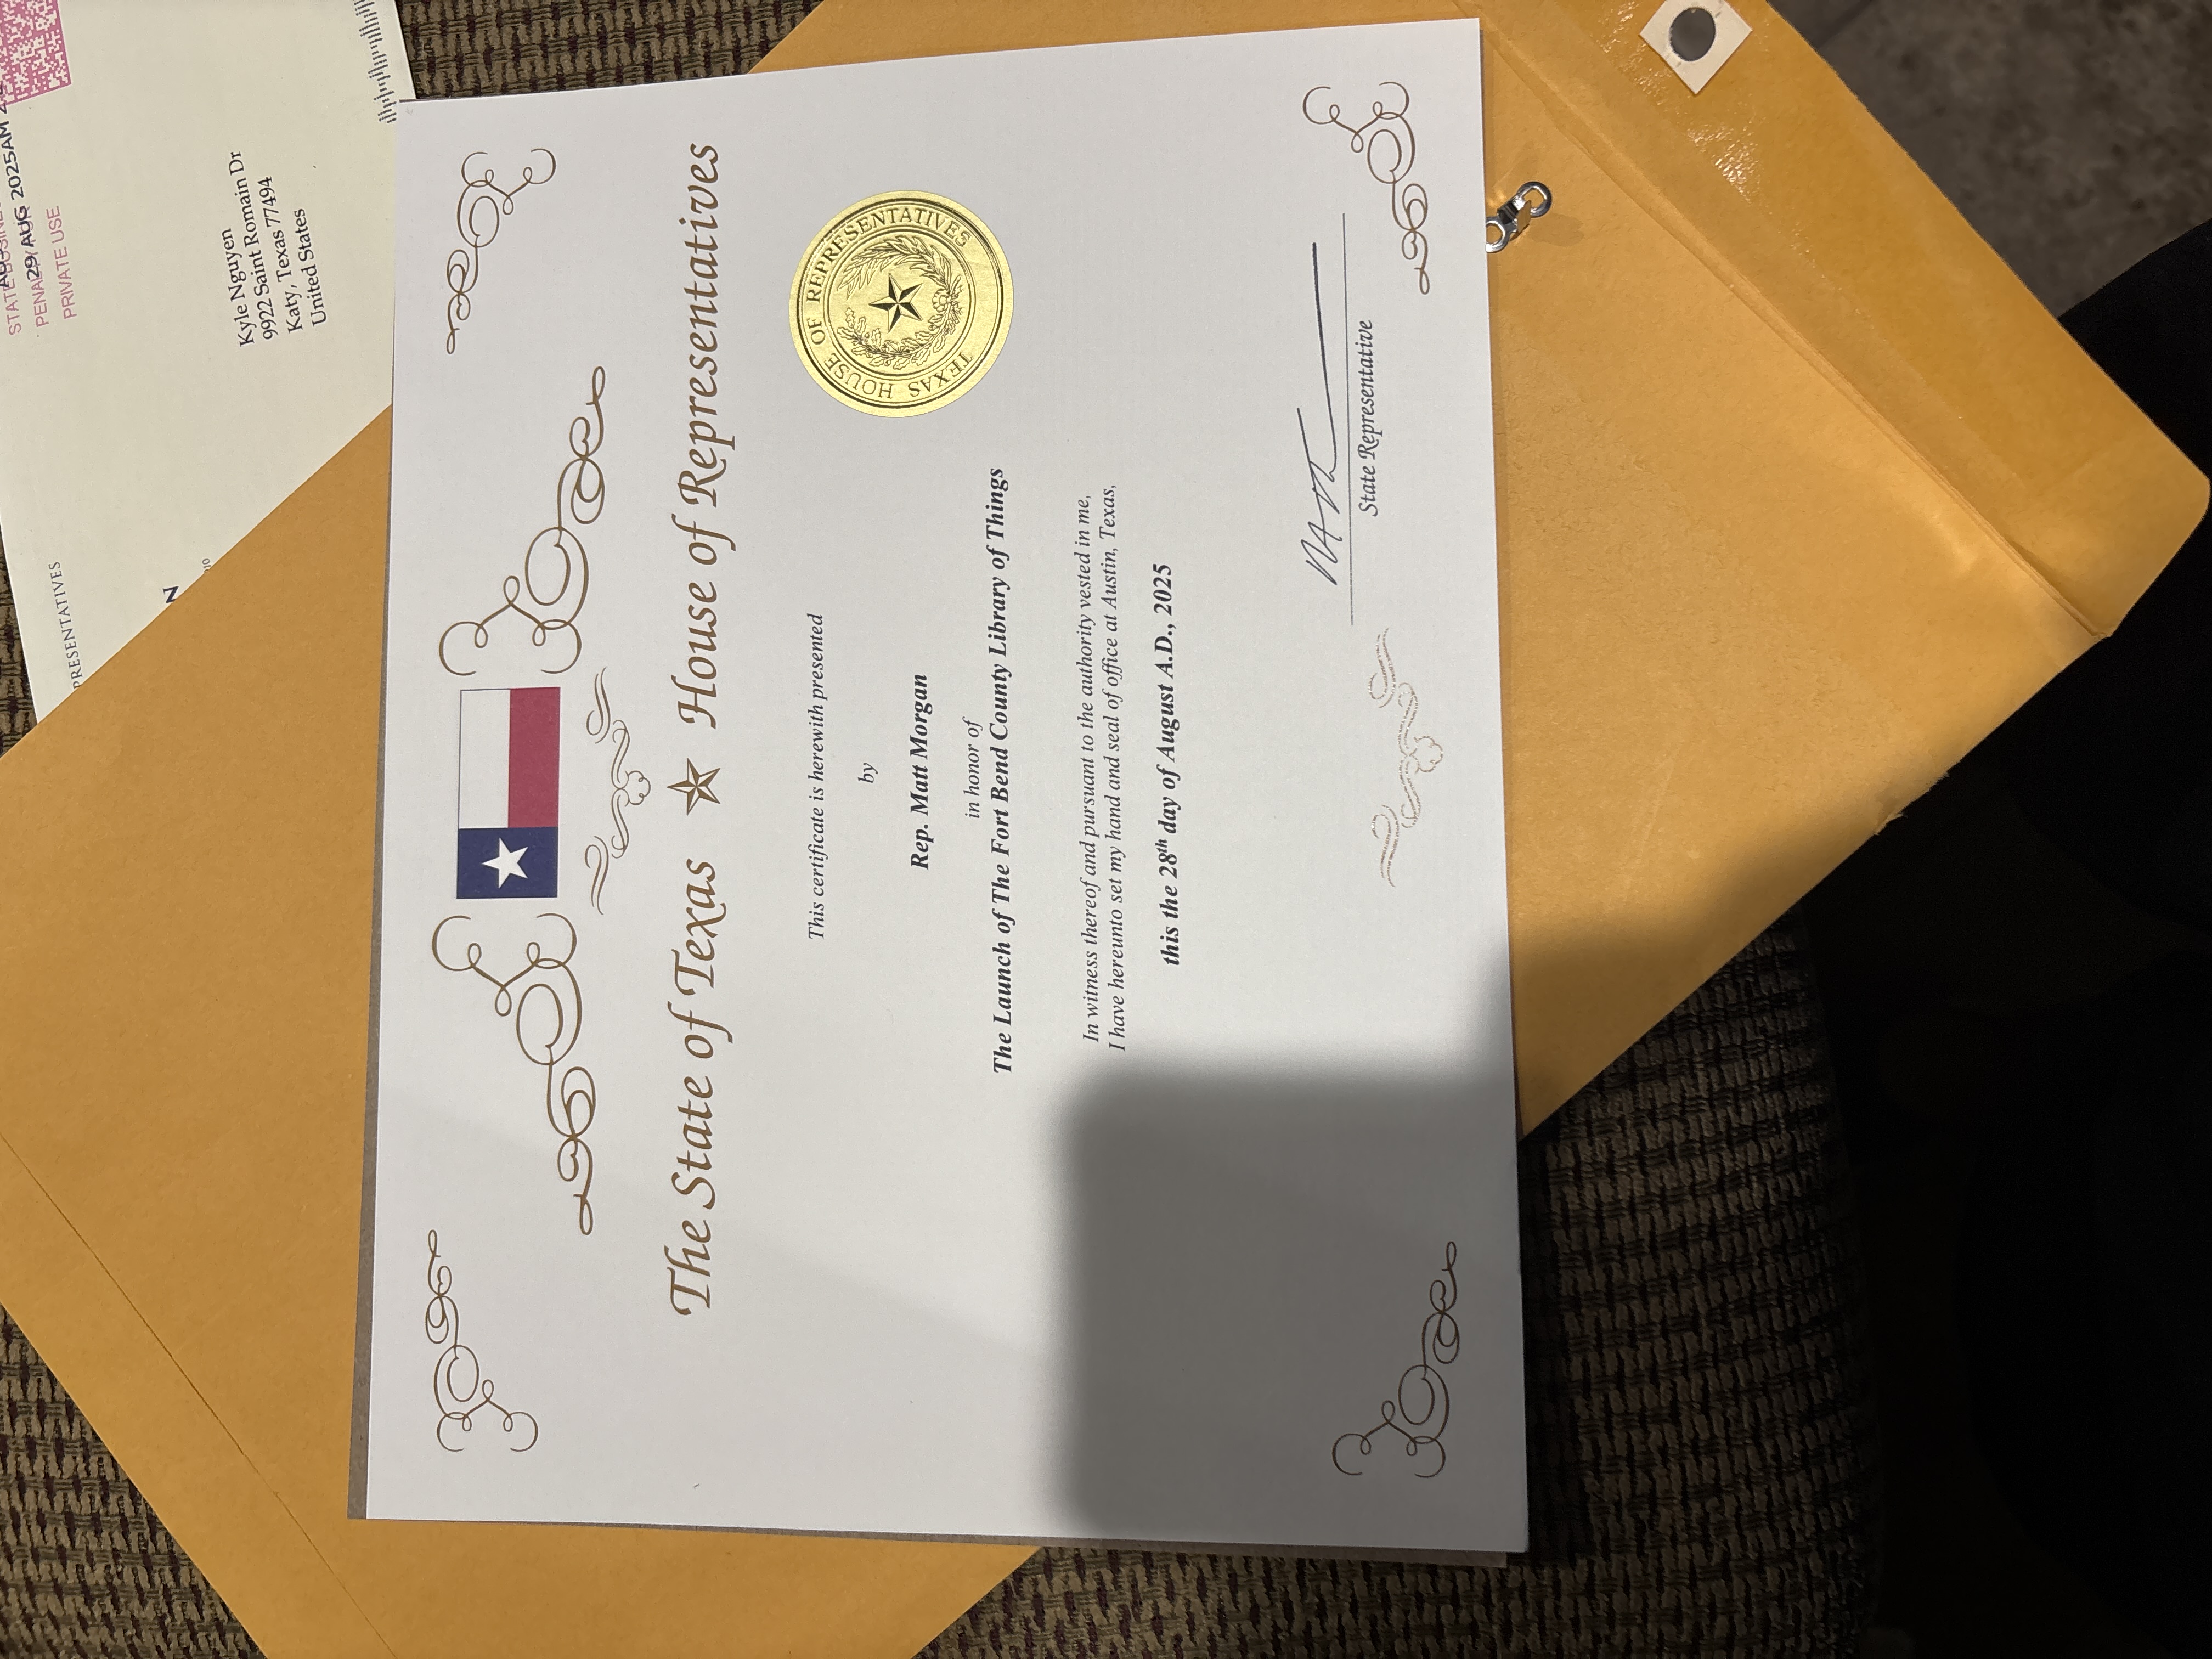 STATE BUSINE
29 AUG 2025AM
PENALTY FOR
PRIVATE USE
PRESENTATIVES
N
Kyle Nguyen
9922 Saint Romain Dr
Katy, Texas 77494
United States
The State of Texas House of Representatives
This certificate is herewith presented
by
Rep. Matt Morgan
in honor of
The Launch of The Fort Bend County Library of Things
TEXAS HOUSE OF REPRESENTATIVES
In witness thereof and pursuant to the authority vested in me,
I have hereunto set my hand and seal of office at Austin, Texas,
this the 28th day of August A.D., 2025
State Representative